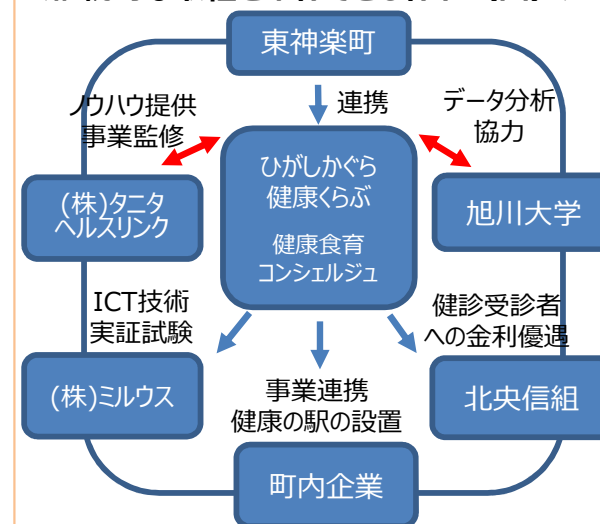 東神楽町
連携
ノウハウ提供
事業監修
データ分析
協力
ひがしかぐら
健康くらぶ
健康食育
コンシェルジュ
(株)タニタ
ヘルスリンク
旭川大学
ICT技術
実証試験
健診受診者
への金利優遇
(株)ミルウス
事業連携
健康の駅の設置
北央信組
町内企業